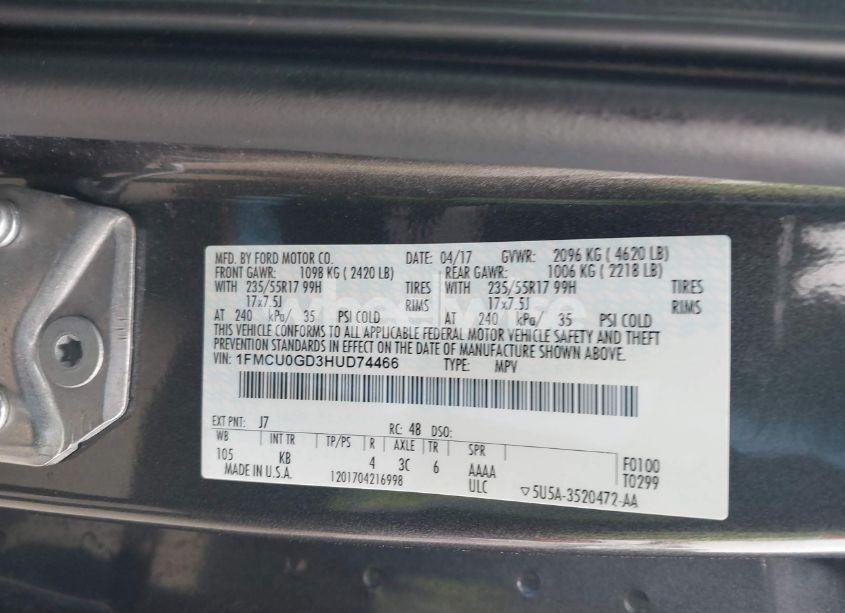 MFD. BY FORD MOTOR CO. DATE: 04/17 GVWR: 2096 KG ( 4620 LB)
FRONT GAWR: 1098 KG ( 2420 LB) REAR GAWR: 1006 KG ( 2218 LB)
WITH 235/55R17 99H TIRES WITH 235/55R17 99H TIRES
17x7.5J RIMS 17x7.5J RIMS
AT 240 kPa/ 35 PSI COLD AT 240 kPa/ 35 PSI COLD
THIS VEHICLE CONFORMS TO ALL APPLICABLE FEDERAL MOTOR VEHICLE SAFETY AND THEFT
PREVENTION STANDARDS IN EFFECT ON THE DATE OF MANUFACTURE SHOWN ABOVE.
VIN: 1FMCU0GD3HUD74466 TYPE: MPV
EXT PNT: J7 RC: 48 DSO:
WB INT TR TP/PS R AXLE TR SPR
105 KB 4 3C 6 AAAA F0100
MADE IN U.S.A. 1201704216998 ULC ▽5U5A-3520472-AA T0299